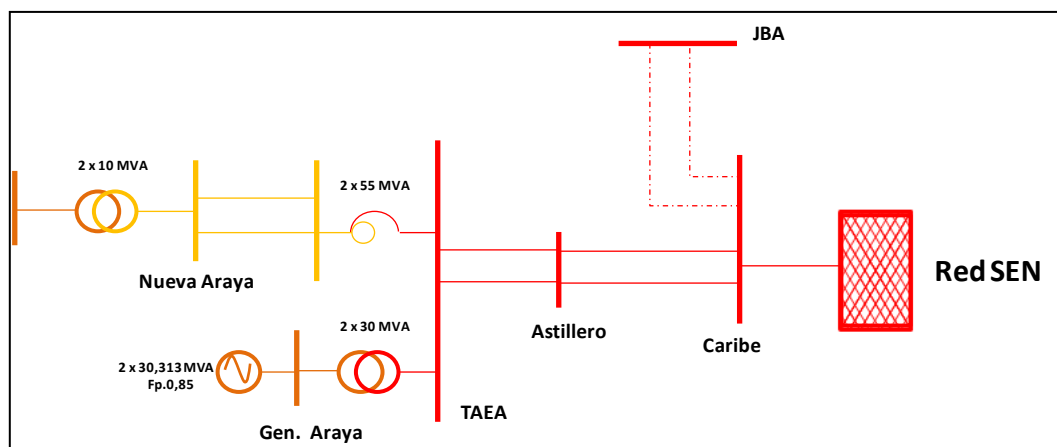 JBA
2 x 10 MVA
2 x 55 MVA
Red SEN
Nueva Araya
Astillero
Caribe
2 x 30 MVA
2 x 30,313 MVA
Fp.0,85
TAEA
Gen. Araya